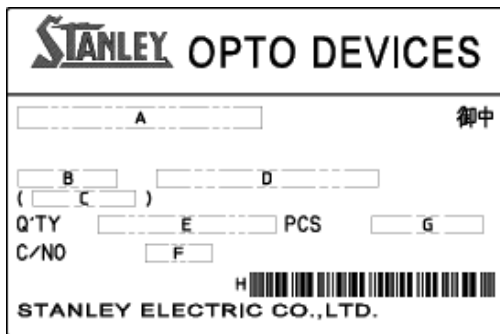 STANLEY OPTO DEVICES
A 御中
B D
( C )
Q'TY E PCS G
C/NO F
H
STANLEY ELECTRIC CO.,LTD.